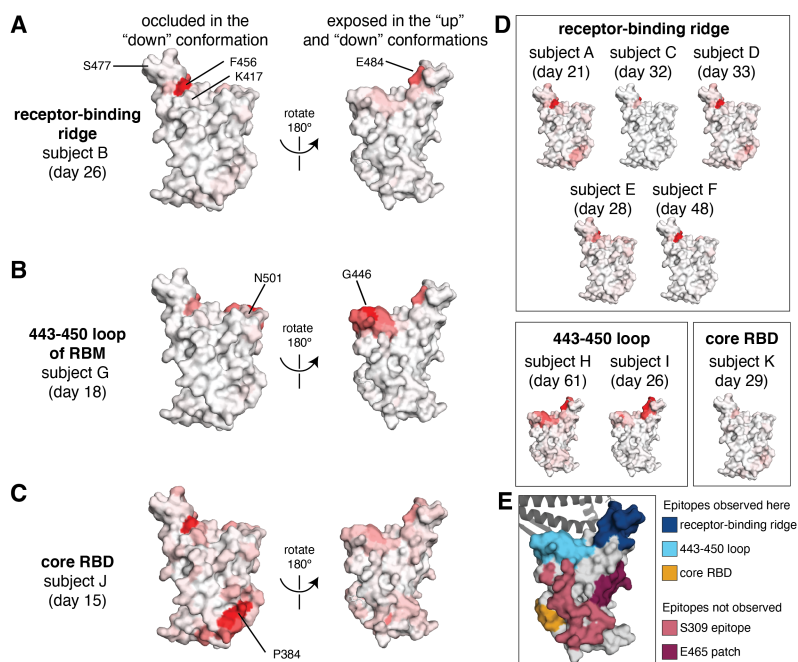 A
occluded in the
"down" conformation
exposed in the "up"
and "down" conformations
S477
F456
K417
E484
receptor-binding
ridge
subject B
(day 26)
rotate
180°
B
N501
G446
443-450 loop
of RBM
subject G
(day 18)
rotate
180°
C
core RBD
subject J
(day 15)
rotate
180°
P384
D
receptor-binding ridge
subject A
(day 21)
subject C
(day 32)
subject D
(day 33)
subject E
(day 28)
subject F
(day 48)
443-450 loop
subject H
(day 61)
subject I
(day 26)
core RBD
subject K
(day 29)
E
Epitopes observed here
receptor-binding ridge
443-450 loop
core RBD
Epitopes not observed
S309 epitope
E465 patch